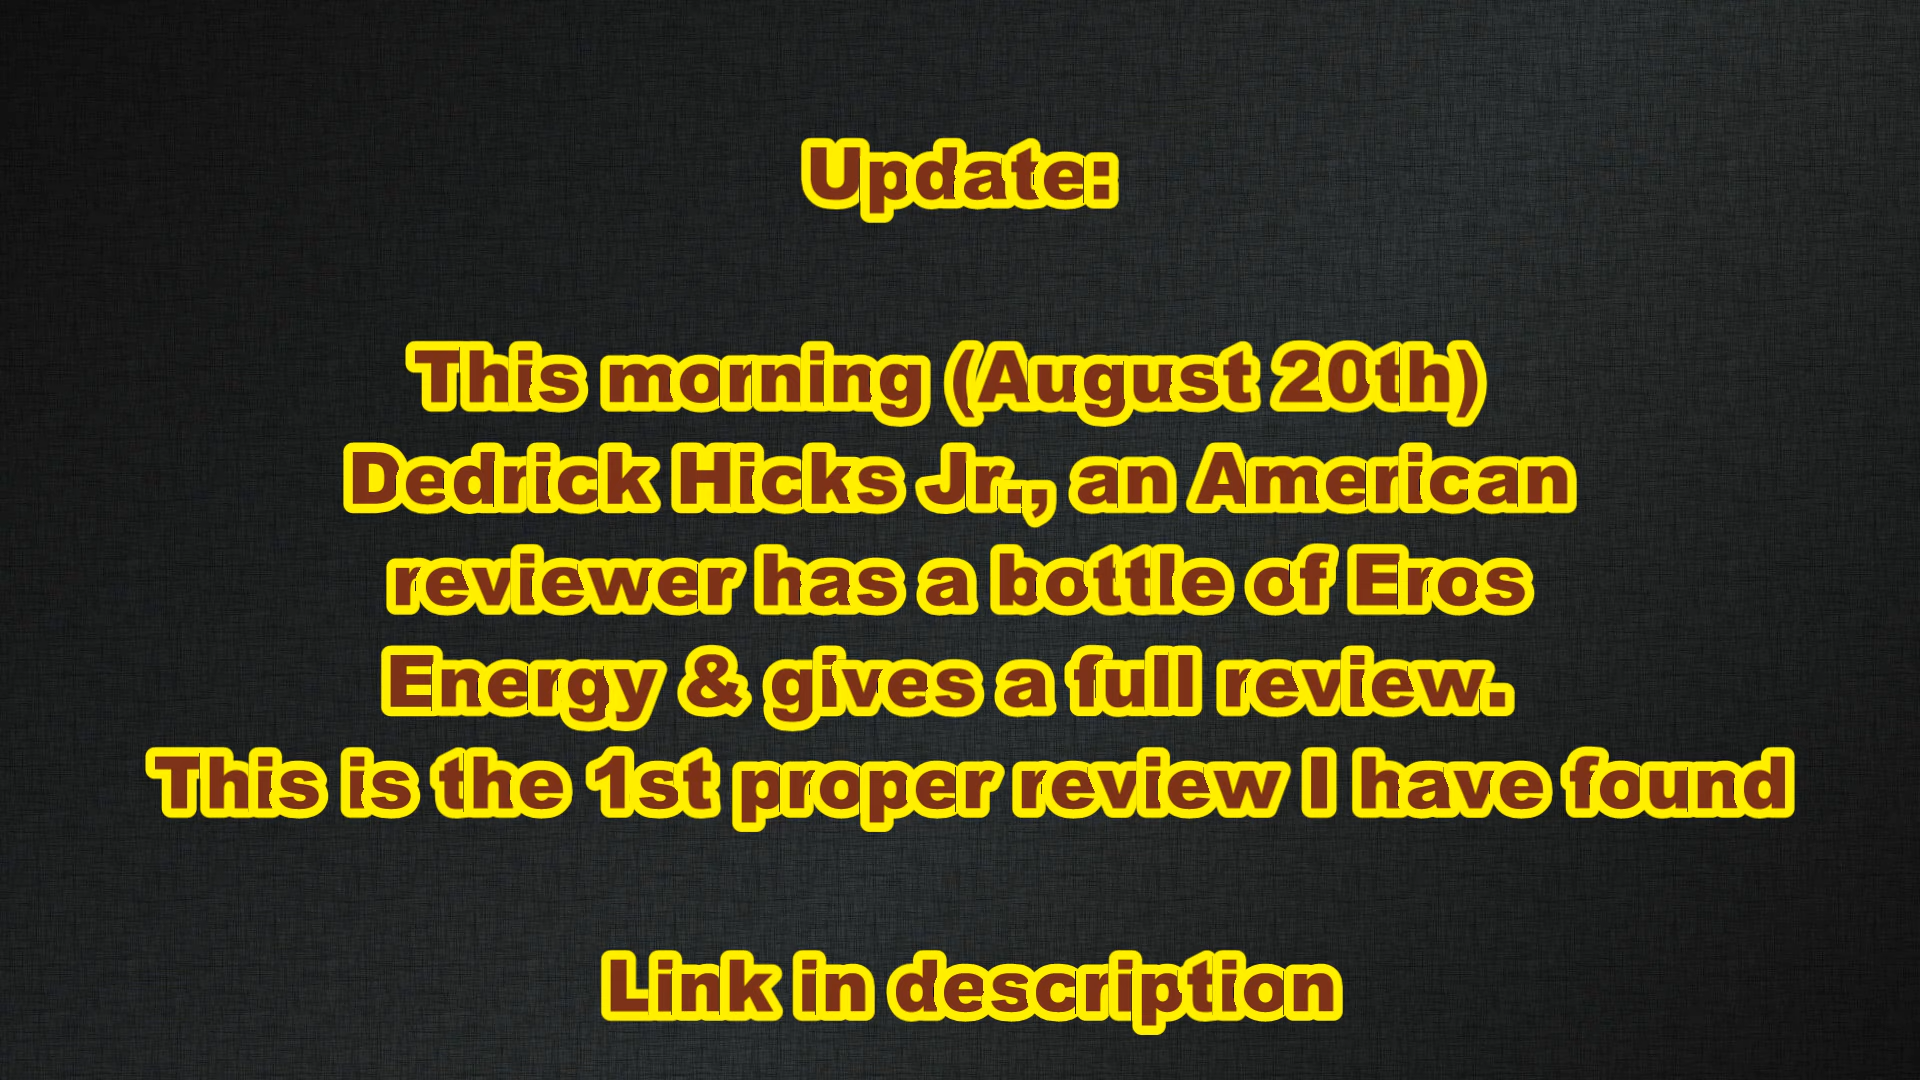 Update:
This morning (August 20th)
Dedrick Hicks Jr., an American
reviewer has a bottle of Eros
Energy & gives a full review.
This is the 1st proper review I have found
Link in description